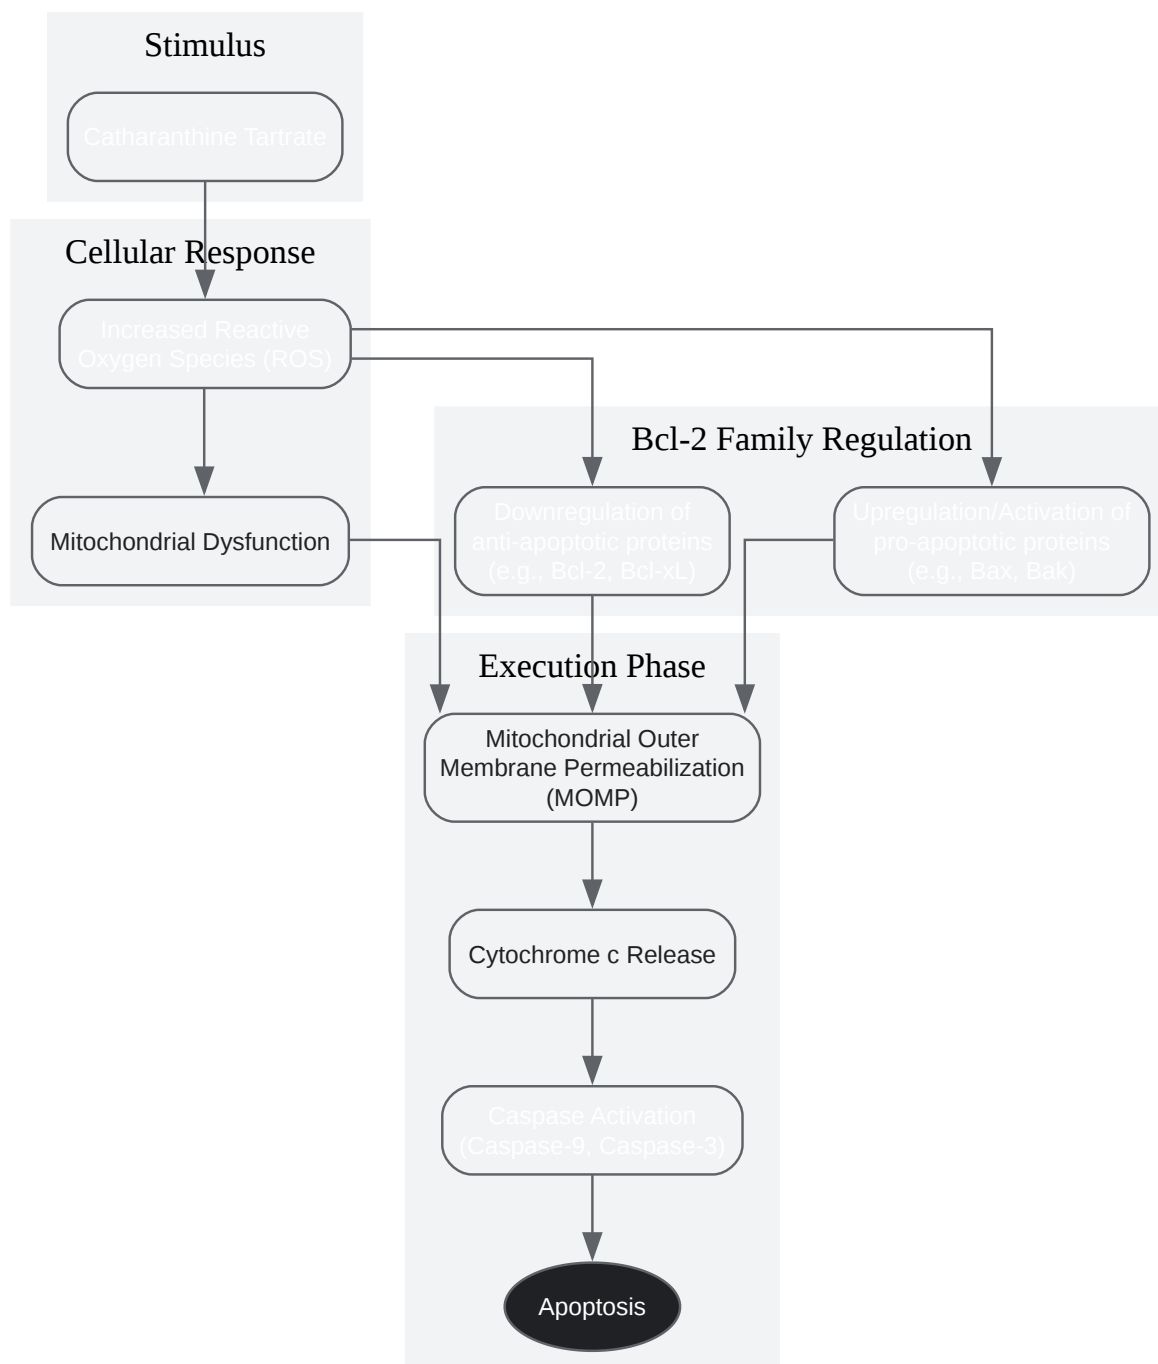 Stimulus
Catharanthine Tartrate
Cellular Response
Increased Reactive
Oxygen Species (ROS)
Mitochondrial Dysfunction
Bcl-2 Family Regulation
Downregulation of
anti-apoptotic proteins
(e.g., Bcl-2, Bcl-xL)
Upregulation/Activation of
pro-apoptotic proteins
(e.g., Bax, Bak)
Execution Phase
Mitochondrial Outer
Membrane Permeabilization
(MOMP)
Cytochrome c Release
Caspase Activation
(Caspase-9, Caspase-3)
Apoptosis